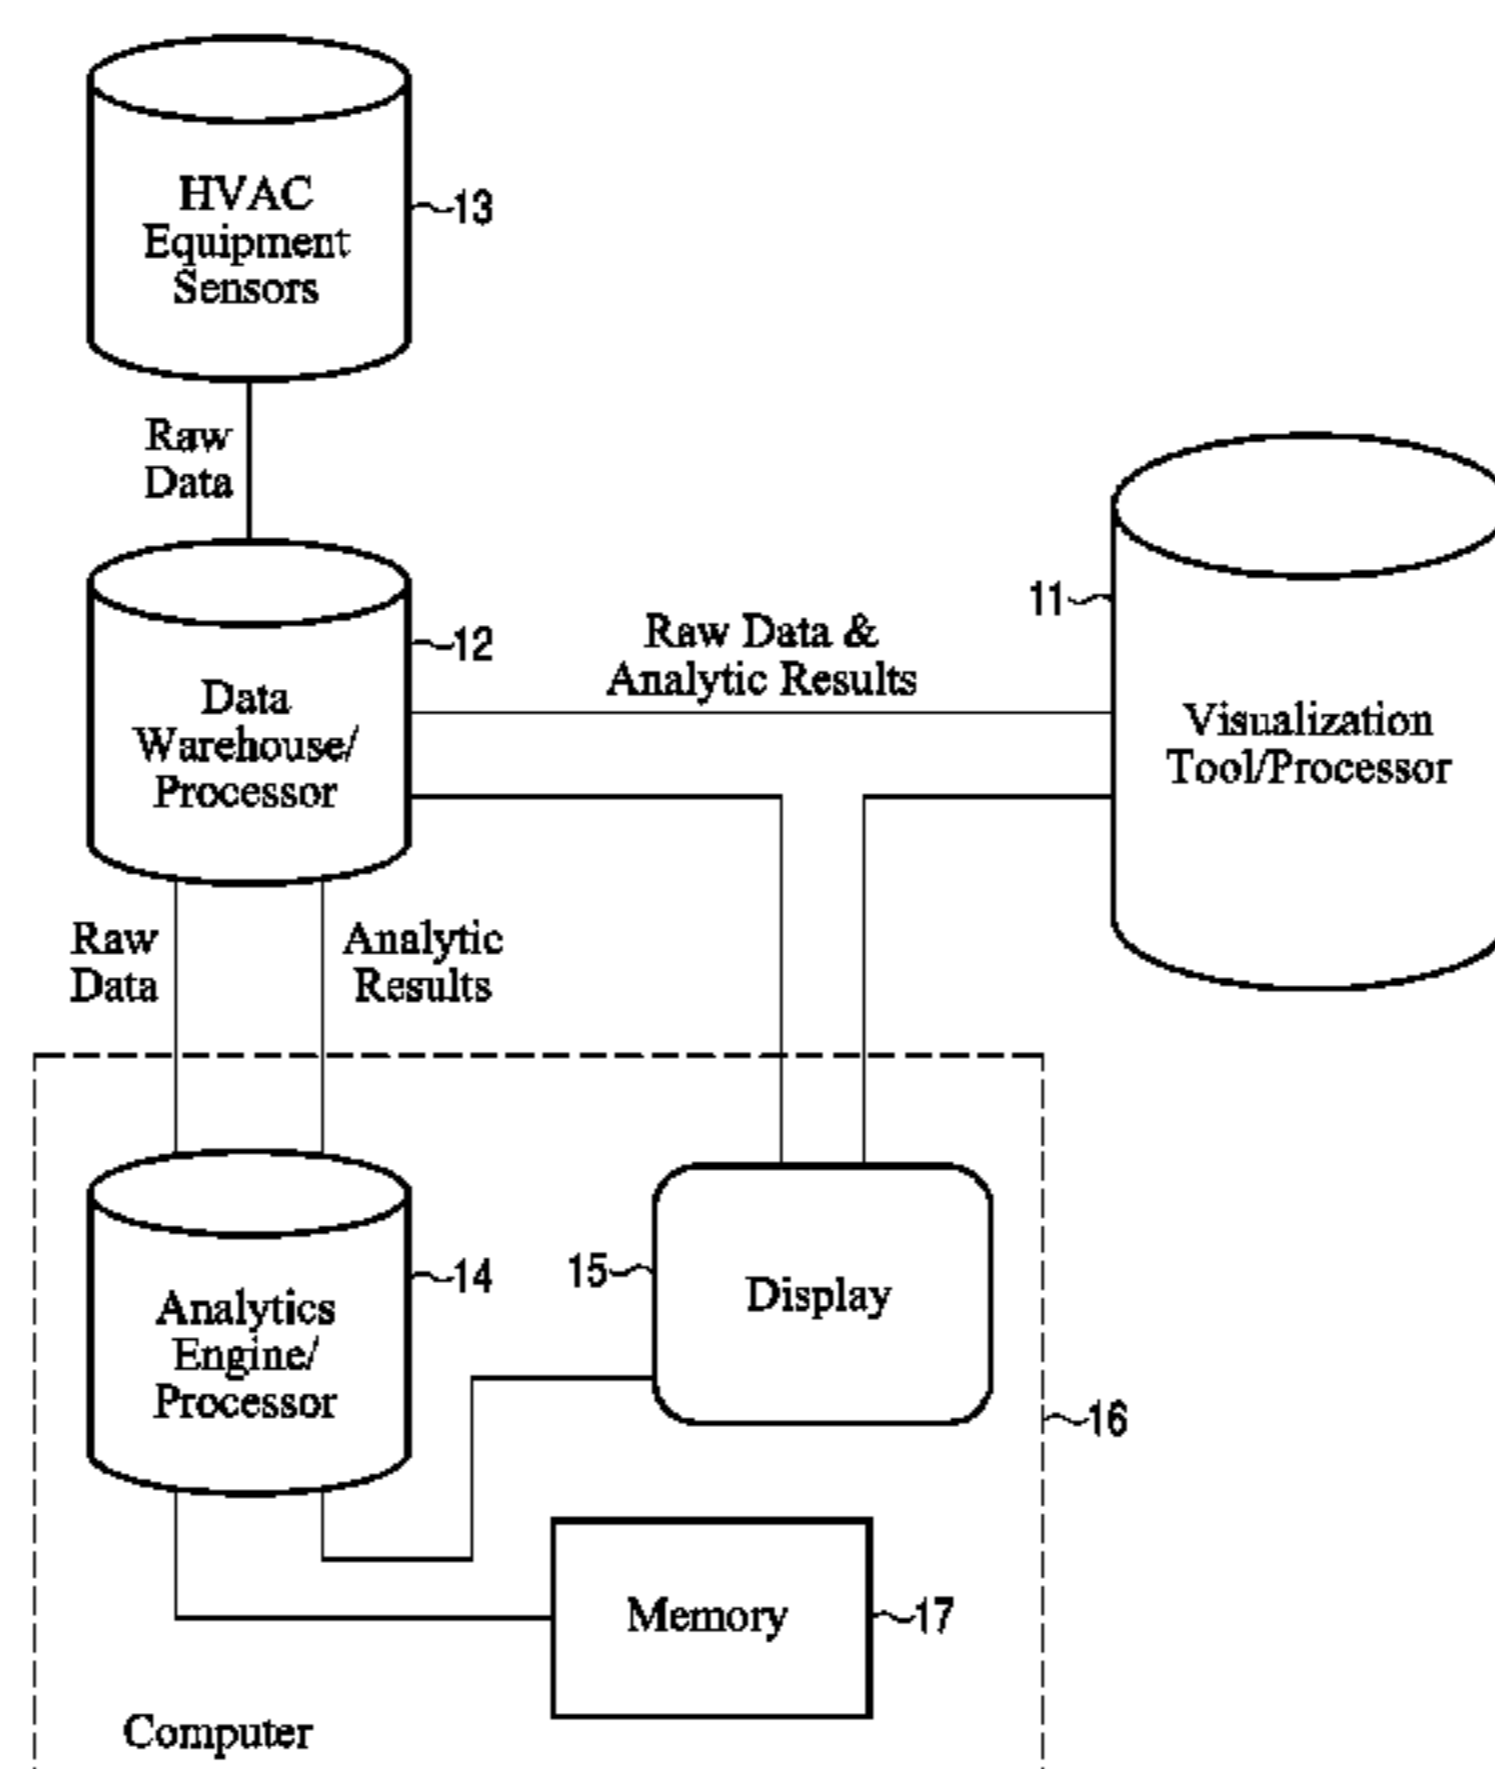 HVAC
Equipment
Sensors
13
Raw
Data
12
Data
Warehouse/
Processor
Raw Data &
Analytic Results
11
Visualization
Tool/Processor
Raw
Data
Analytic
Results
14
Analytics
Engine/
Processor
15
Display
16
Memory
17
Computer